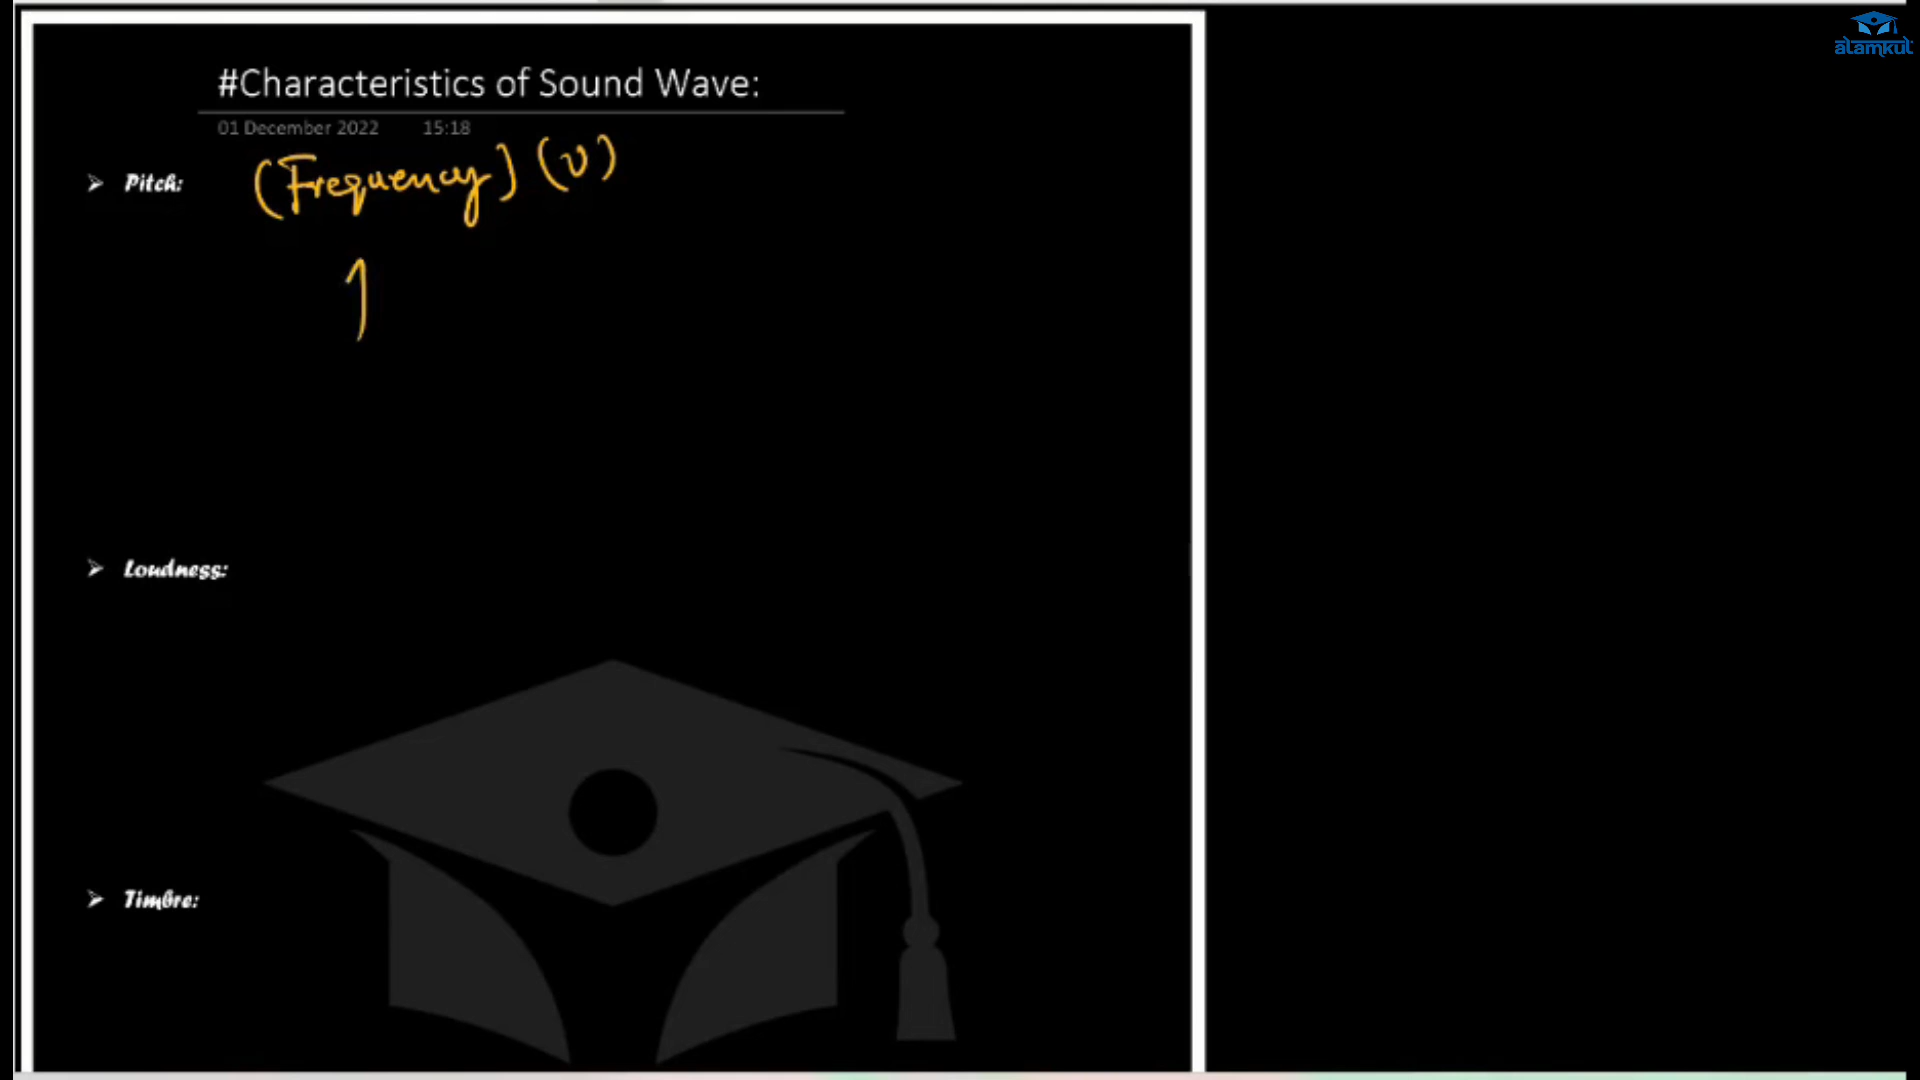 alamkut
#Characteristics of Sound Wave:
01 December 2022 15:18
➢ Pitch: (Frequency) (υ)
↑
➢ Loudness:
➢ Timbre: